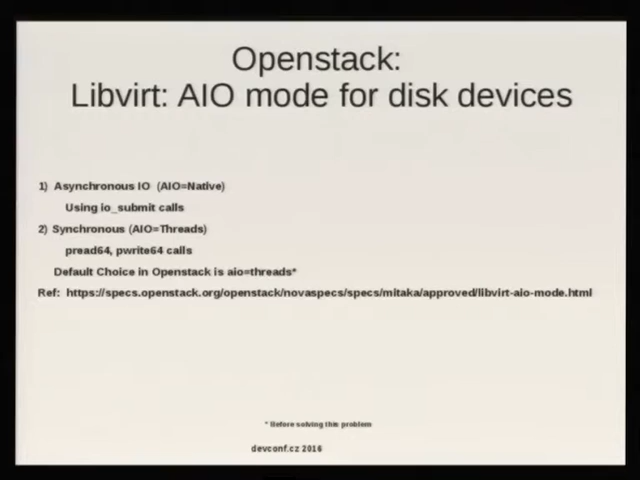 Openstack:
Libvirt: AIO mode for disk devices
1) Asynchronous IO (AIO=Native)
Using io_submit calls
2) Synchronous (AIO=Threads)
pread64, pwrite64 calls
Default Choice in Openstack is aio=threads*
Ref: https://specs.openstack.org/openstack/novaspecs/specs/mitaka/approved/libvirt-aio-mode.html
* Before solving this problem
devconf.cz 2016